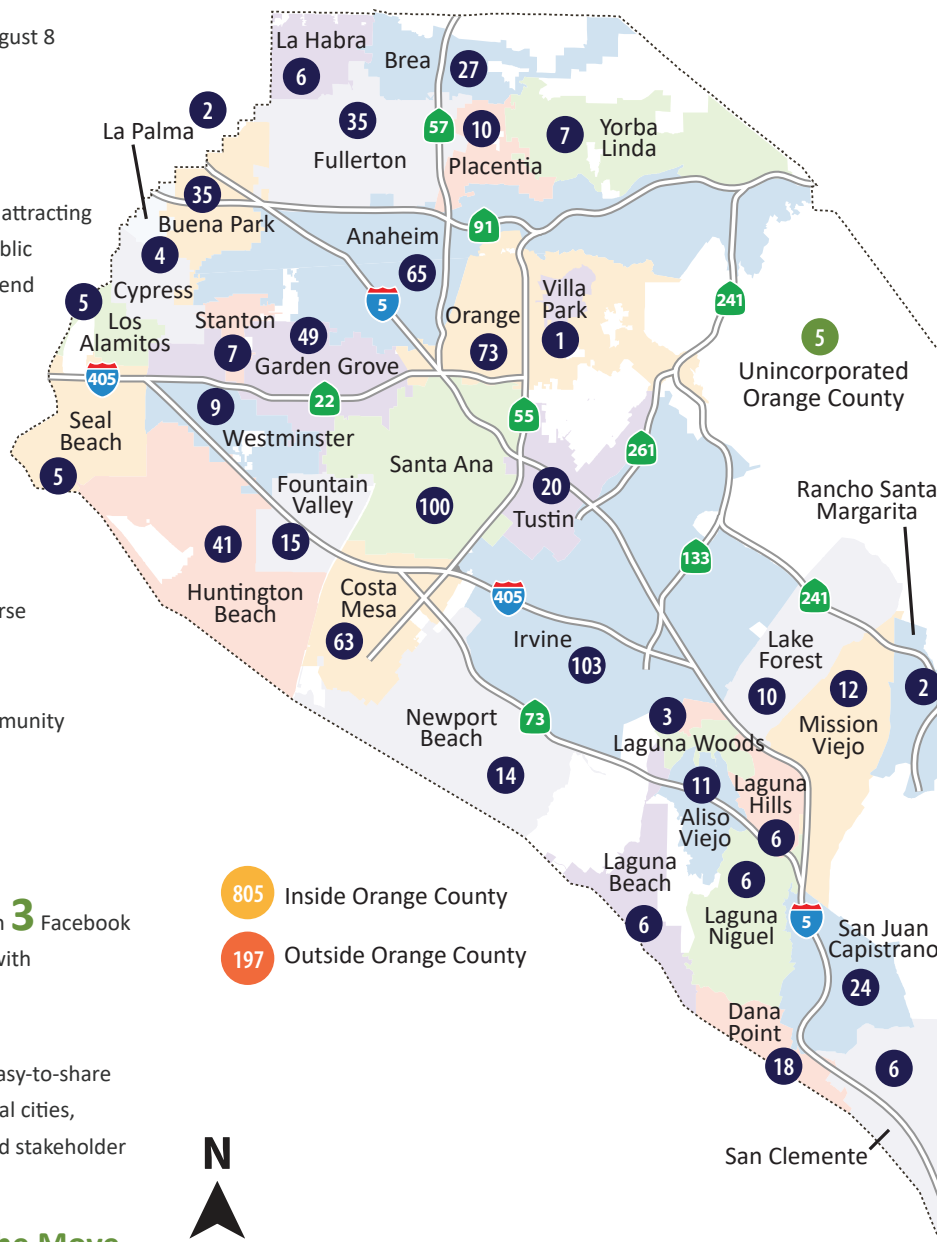 gust 8
attracting
blic
end
rse
munity
n 3 Facebook
with
asy-to-share
al cities,
d stakeholder
La Habra
6
Brea
27
2
La Palma
35
Fullerton
57
10
Placentia
7
Yorba
Linda
35
Buena Park
91
Anaheim
65
4
Cypress
5
Los
Alamitos
Stanton
7
49
Garden Grove
5
Orange
73
Villa
Park
1
241
5
Unincorporated
Orange County
405
22
55
9
Westminster
Seal
Beach
5
261
Santa Ana
100
20
Tustin
Fountain
Valley
15
Rancho Santa
Margarita
41
Huntington
Beach
133
Costa
Mesa
63
405
241
Irvine
103
Lake
Forest
10
12
Mission
Viejo
2
Newport
Beach
14
73
3
Laguna Woods
11
Aliso
Viejo
Laguna
Hills
6
Laguna
Beach
6
6
Laguna
Niguel
5
San Juan
Capistrano
24
Dana
Point
18
6
San Clemente
805 Inside Orange County
197 Outside Orange County
N